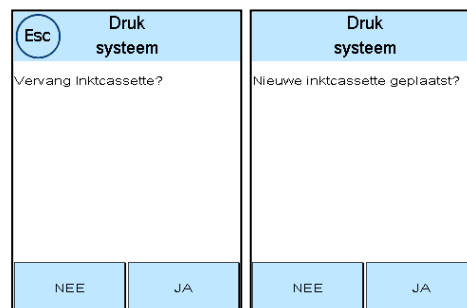 Esc
Druk
systeem
Vervang Inktcassette?
NEE
JA
Druk
systeem
Nieuwe inktcassette geplaatst?
NEE
JA